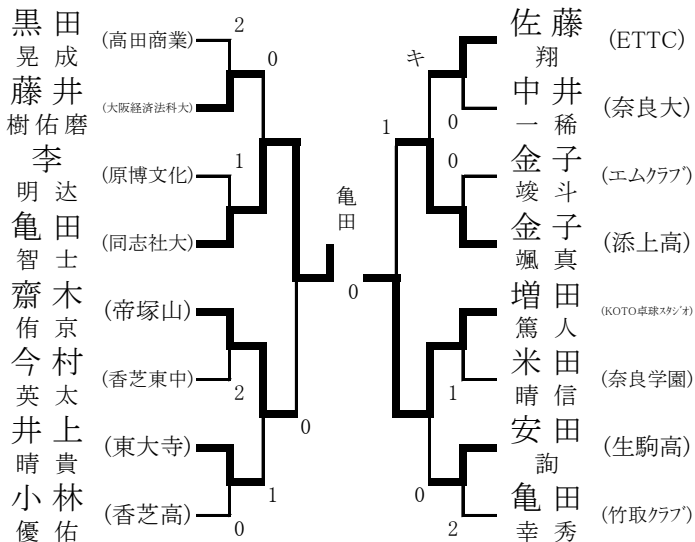 黒田
晃成
(高田商業)
2
藤井
樹佑磨
(大阪経済法科大)
0
李
明达
(原博文化)
1
亀田
智士
(同志社大)
齋木
侑京
(帝塚山)
今村
英太
(香芝東中)
2
0
井上
晴貴
(東大寺)
1
小林
優佑
(香芝高)
0
亀田
0
佐藤
翔
(ETTC)
キ
中井
一稀
(奈良大)
0
1
金子
竣斗
(エムクラブ)
0
金子
颯真
(添上高)
増田
篤人
(KOTO卓球スタジオ)
米田
晴信
(奈良学園)
1
安田
詢
(生駒高)
0
亀田
幸秀
(竹取クラブ)
2